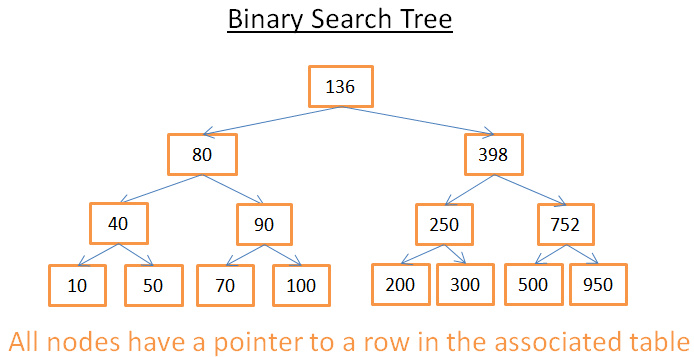 Binary Search Tree
136
80 398
40 90 250 752
10 50 70 100 200 300 500 950
All nodes have a pointer to a row in the associated table